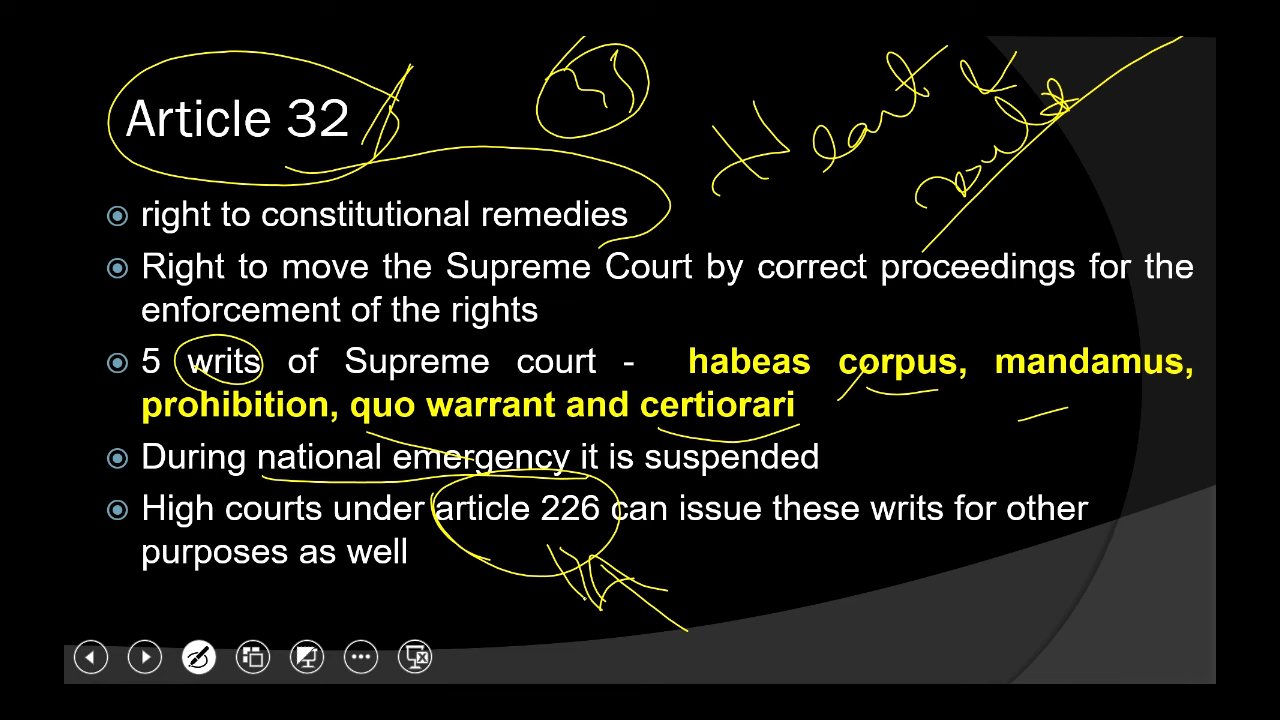 Article 32
Heart &
Soul
right to constitutional remedies
Right to move the Supreme Court by correct proceedings for the
enforcement of the rights
5 writs of Supreme court - habeas corpus, mandamus,
prohibition, quo warrant and certiorari
During national emergency it is suspended
High courts under article 226 can issue these writs for other
purposes as well